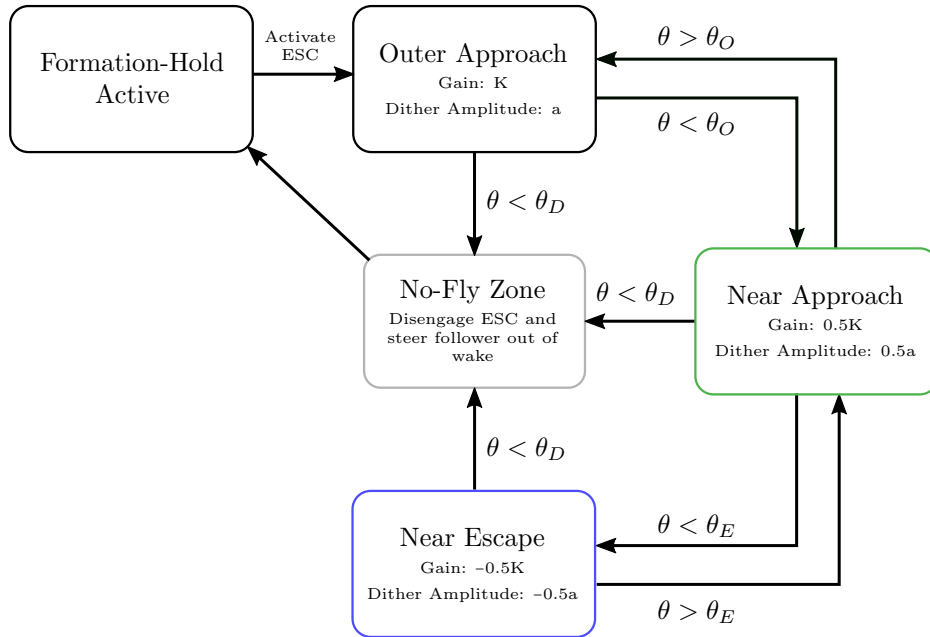 Formation-Hold
Active
Activate
ESC
Outer Approach
Gain: K
Dither Amplitude: a
θ > θ_O
θ < θ_O
θ < θ_D
No-Fly Zone
Disengage ESC and
steer follower out of
wake
θ < θ_D
Near Approach
Gain: 0.5K
Dither Amplitude: 0.5a
θ < θ_D
Near Escape
Gain: −0.5K
Dither Amplitude: −0.5a
θ < θ_E
θ > θ_E